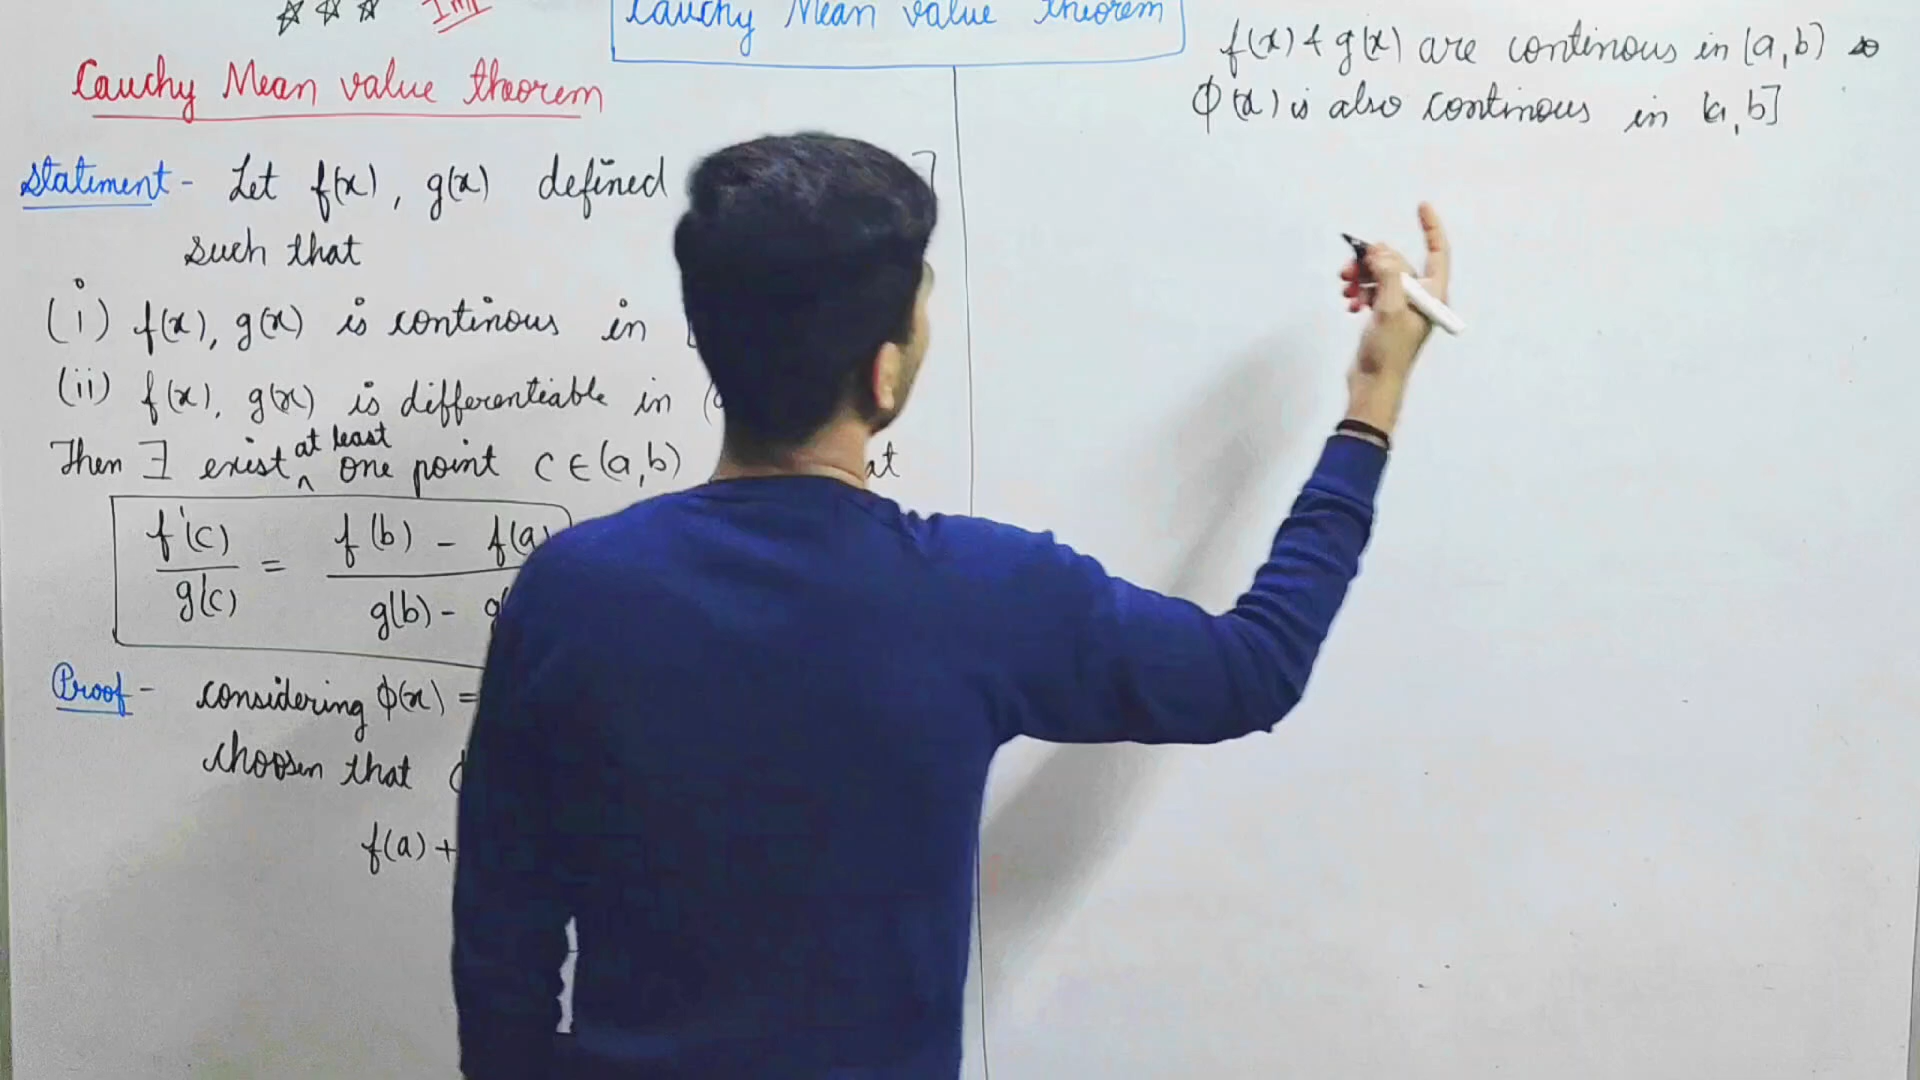 ☆ ☆ ☆ Imp
Cauchy Mean value theorem
Cauchy Mean value theorem
Statement - Let f(x), g(x) defined ]
such that
(i) f(x), g(x) is continous in [
(ii) f(x), g(x) is differentiable in (
Then ∃ exist at least one point C ∈ (a,b) at
f'(c)/g'(c) = f(b) - f(a)/g(b) - g(
Proof - considering ϕ(x) =
choosen that
f(a) +
f(x) & g(x) are continous in [a,b) so
ϕ(x) is also continous in [a,b]